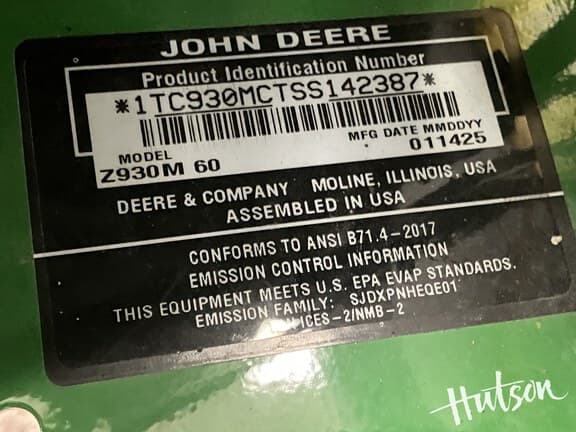 JOHN DEERE
Product Identification Number
*1TC930MCTSS142387*
MODEL
MFG DATE MMDDYY
Z930M 60
011425
DEERE & COMPANY MOLINE, ILLINOIS, USA
ASSEMBLED IN USA
CONFORMS TO ANSI B71.4-2017
EMISSION CONTROL INFORMATION
THIS EQUIPMENT MEETS U.S. EPA EVAP STANDARDS.
EMISSION FAMILY: SJDXPNHEQE01
ICES-2/NMB-2
Hutson